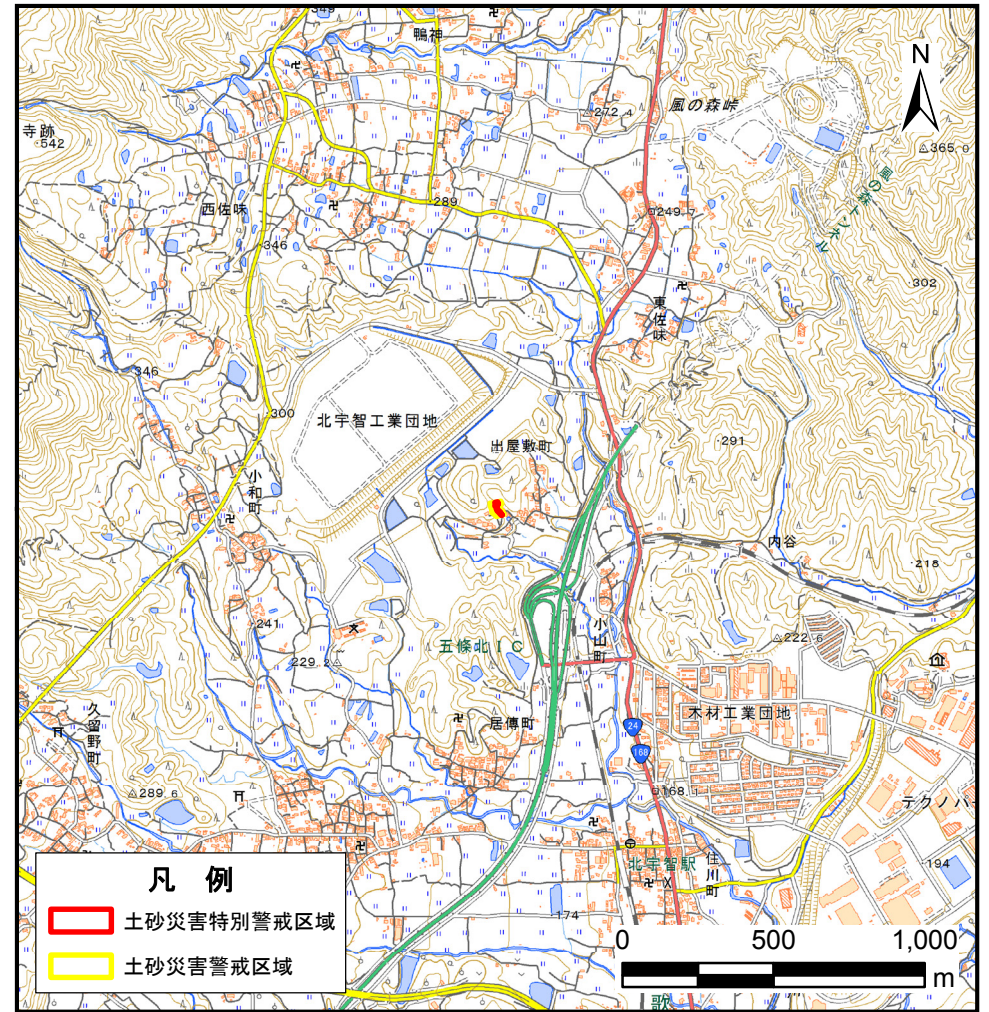 349
鴨神
N
272.4
風の森峠
寺跡
542
365.0
風の森トンネル
西佐味
289
249.7
346
302
東佐味
346
300
北宇智工業団地
291
出屋敷町
小和町
内谷
218
241
小山町
222.6
229.2
五條北IC
久留野町
居傳町
木材工業団地
24
168
289.6
168.1
テクノパー
北宇智駅
住川町
194
174
凡 例
土砂災害特別警戒区域
土砂災害警戒区域
0 500 1,000
m
歌